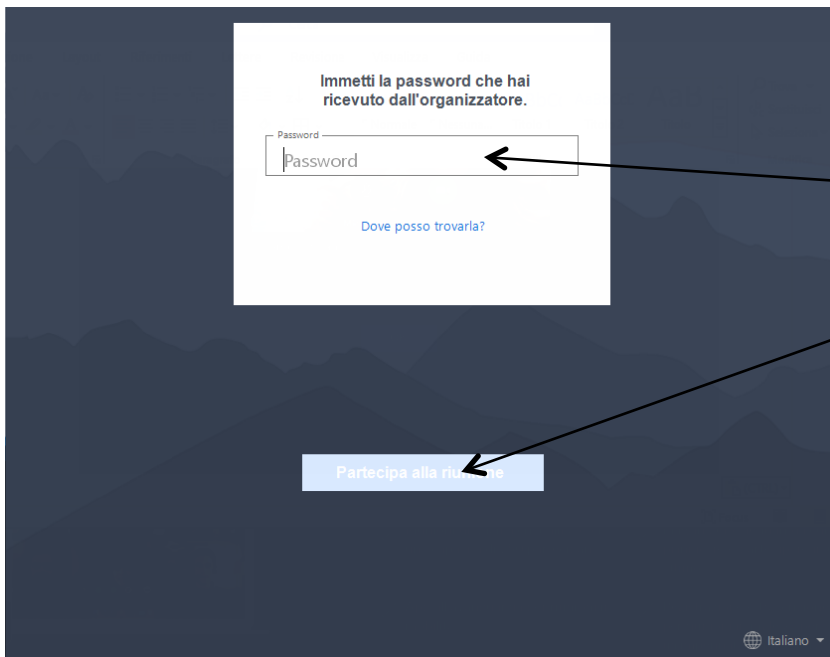 Immetti la password che hai
ricevuto dall'organizzatore.
Password
Password
Dove posso trovarla?
Partecipa alla riunione
Italiano